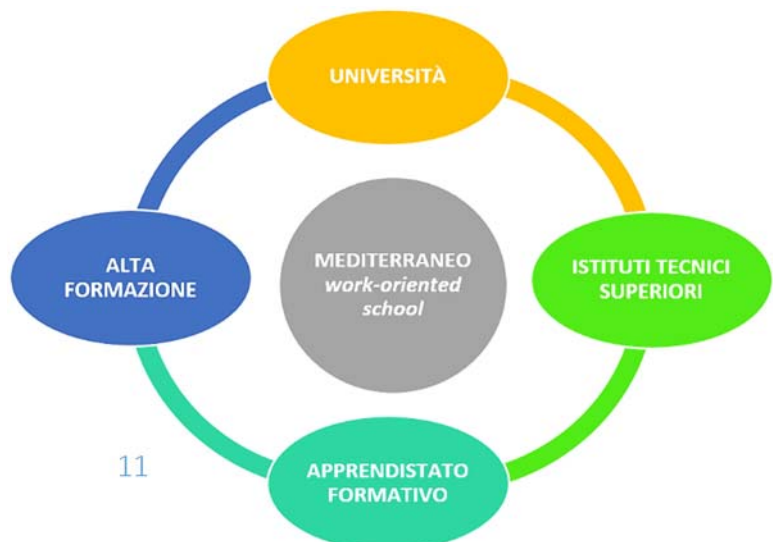 UNIVERSITÀ
ALTA
FORMAZIONE
MEDITERRANEO
work-oriented
school
ISTITUTI TECNICI
SUPERIORI
APPRENDISTATO
FORMATIVO
11